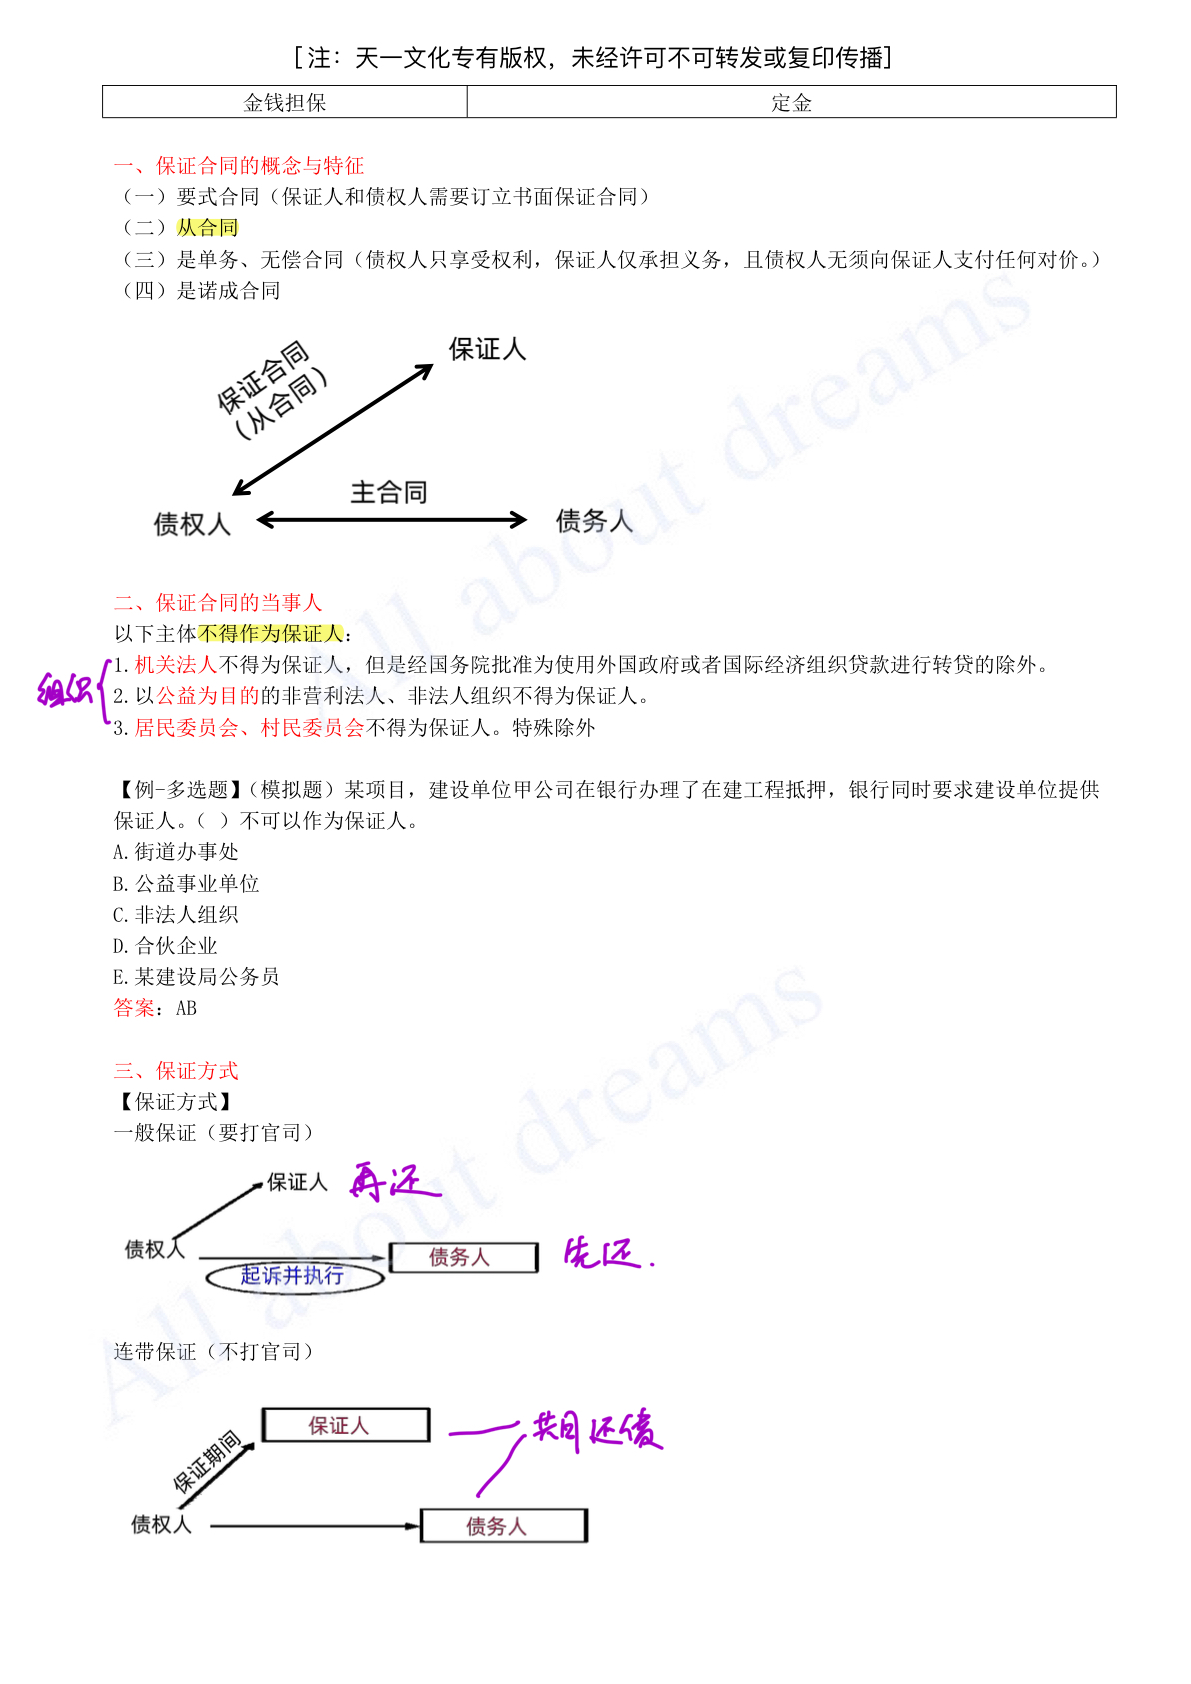 [注：天一文化专有版权，未经许可不可转发或复印传播]
金钱担保 定金
一、保证合同的概念与特征
（一）要式合同（保证人和债权人需要订立书面保证合同）
（二）从合同
（三）是单务、无偿合同（债权人只享受权利，保证人仅承担义务，且债权人无须向保证人支付任何对价。）
（四）是诺成合同
保证人
保证合同
（从合同）
主合同
债权人
债务人
二、保证合同的当事人
以下主体不得作为保证人：
组织
1.机关法人不得为保证人，但是经国务院批准为使用外国政府或者国际经济组织贷款进行转贷的除外。
2.以公益为目的的非营利法人、非法人组织不得为保证人。
3.居民委员会、村民委员会不得为保证人。特殊除外
【例-多选题】（模拟题）某项目，建设单位甲公司在银行办理了在建工程抵押，银行同时要求建设单位提供
保证人。（ ）不可以作为保证人。
A.街道办事处
B.公益事业单位
C.非法人组织
D.合伙企业
E.某建设局公务员
答案：AB
三、保证方式
【保证方式】
一般保证（要打官司）
保证人 再还
债权人
债务人 先还.
起诉并执行
连带保证（不打官司）
保证人 共同还债
保证期间
债权人
债务人
All about dreams
All about dreams